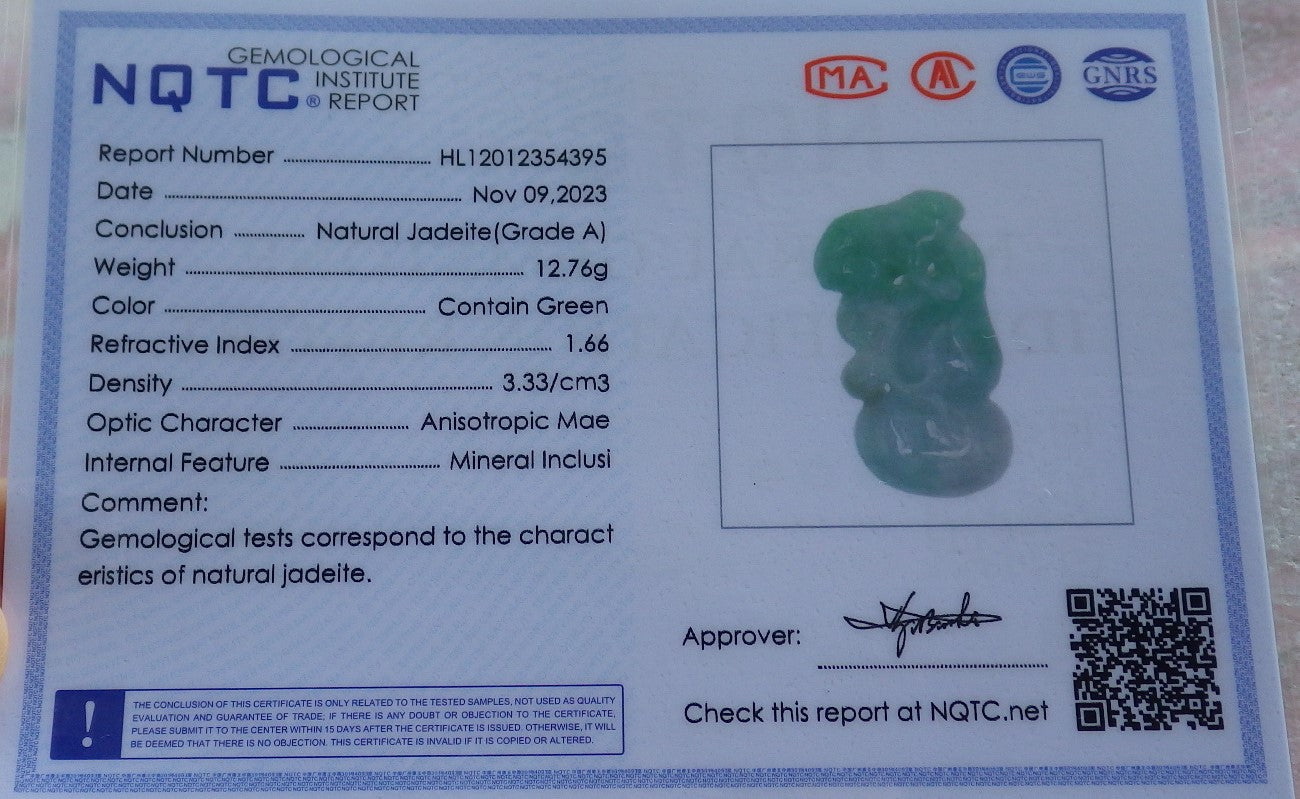 GEMOLOGICAL
NQTC® INSTITUTE
REPORT
MA
GNRS
Report Number ........ HL12012354395
Date ........ Nov 09,2023
Conclusion ........ Natural Jadeite(Grade A)
Weight ........ 12.76g
Color ........ Contain Green
Refractive Index ........ 1.66
Density ........ 3.33/cm3
Optic Character ........ Anisotropic Mae
Internal Feature ........ Mineral Inclusi
Comment:
Gemological tests correspond to the charact
eristics of natural jadeite.
Approver:
Check this report at NQTC.net
!
THE CONCLUSION OF THIS CERTIFICATE IS ONLY RELATED TO THE TESTED SAMPLES, NOT USED AS QUALITY
EVALUATION AND GUARANTEE OF TRADE; IF THERE IS ANY DOUBT OR OBJECTION TO THE CERTIFICATE,
PLEASE SUBMIT IT TO THE CENTER WITHIN 15 DAYS AFTER THE CERTIFICATE IS ISSUED. OTHERWISE, IT WILL
BE DEEMED THAT THERE IS NO OBJECTION. THIS CERTIFICATE IS INVALID IF IT IS COPIED OR ALTERED.